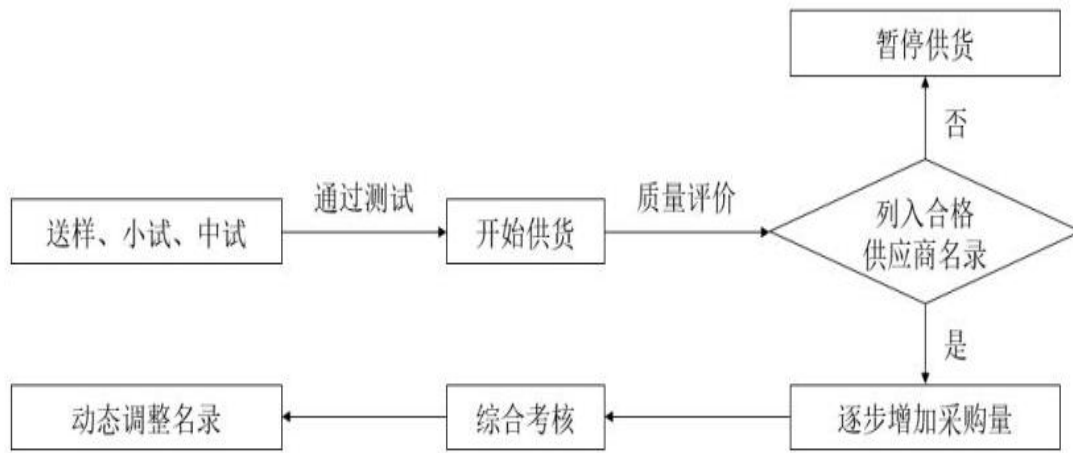 暂停供货
否
通过测试
质量评价
送样、小试、中试
开始供货
列入合格
供应商名录
是
动态调整名录
综合考核
逐步增加采购量